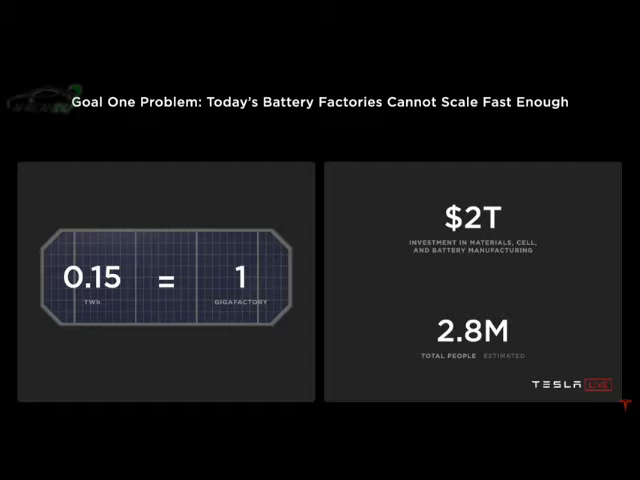 Goal One Problem: Today's Battery Factories Cannot Scale Fast Enough
0.15 = 1
TWh GIGAFACTORY
$2T
INVESTMENT IN MATERIALS, CELL,
AND BATTERY MANUFACTURING
2.8M
TOTAL PEOPLE ESTIMATED
TESLA LIVE